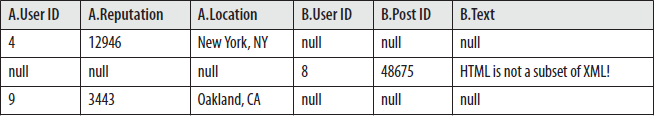 A.User ID A.Reputation A.Location B.User ID B.Post ID B.Text
4 12946 New York, NY null null null
null null null 8 48675 HTML is not a subset of XML!
9 3443 Oakland, CA null null null